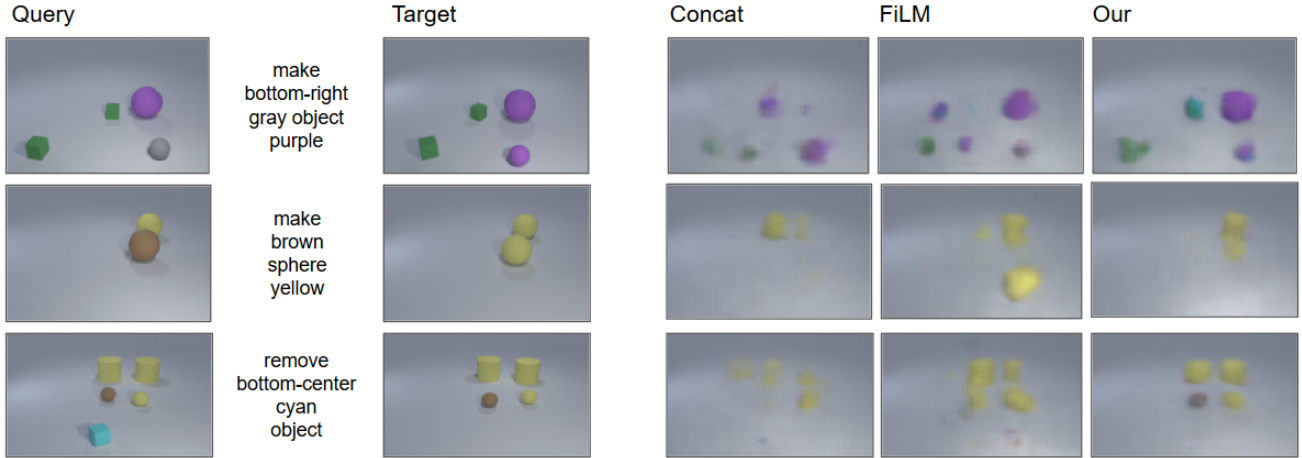 Query
Target
Concat
FiLM
Our
make
bottom-right
gray object
purple
make
brown
sphere
yellow
remove
bottom-center
cyan
object